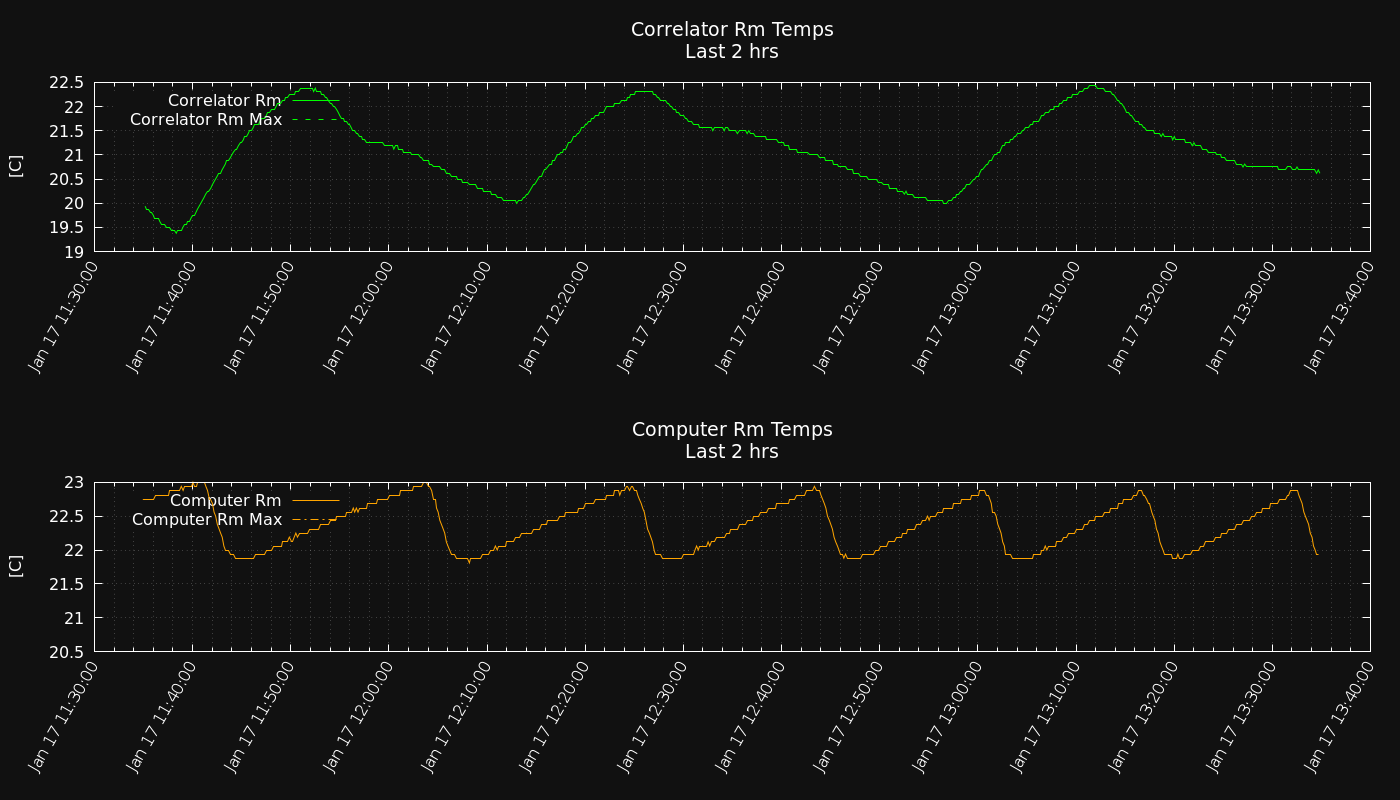 Correlator Rm Temps
Last 2 hrs
22.5
22
21.5
21
20.5
20
19.5
19
[C]
Correlator Rm
Correlator Rm Max
Jan 17 11:30:00
Jan 17 11:40:00
Jan 17 11:50:00
Jan 17 12:00:00
Jan 17 12:10:00
Jan 17 12:20:00
Jan 17 12:30:00
Jan 17 12:40:00
Jan 17 12:50:00
Jan 17 13:00:00
Jan 17 13:10:00
Jan 17 13:20:00
Jan 17 13:30:00
Jan 17 13:40:00
Computer Rm Temps
Last 2 hrs
23
22.5
22
21.5
21
20.5
[C]
Computer Rm
Computer Rm Max
Jan 17 11:30:00
Jan 17 11:40:00
Jan 17 11:50:00
Jan 17 12:00:00
Jan 17 12:10:00
Jan 17 12:20:00
Jan 17 12:30:00
Jan 17 12:40:00
Jan 17 12:50:00
Jan 17 13:00:00
Jan 17 13:10:00
Jan 17 13:20:00
Jan 17 13:30:00
Jan 17 13:40:00